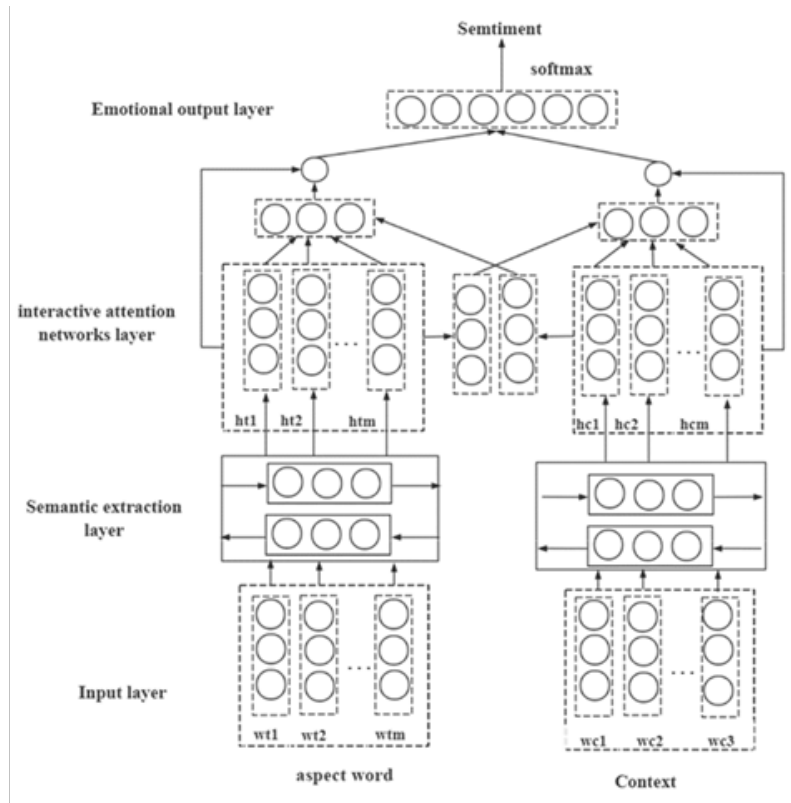 Semtiment
softmax
Emotional output layer
interactive attention
networks layer
ht1 ht2 htm
hc1 hc2 hcm
Semantic extraction
layer
Input layer
wt1 wt2 wtm
wc1 wc2 wc3
aspect word
Context